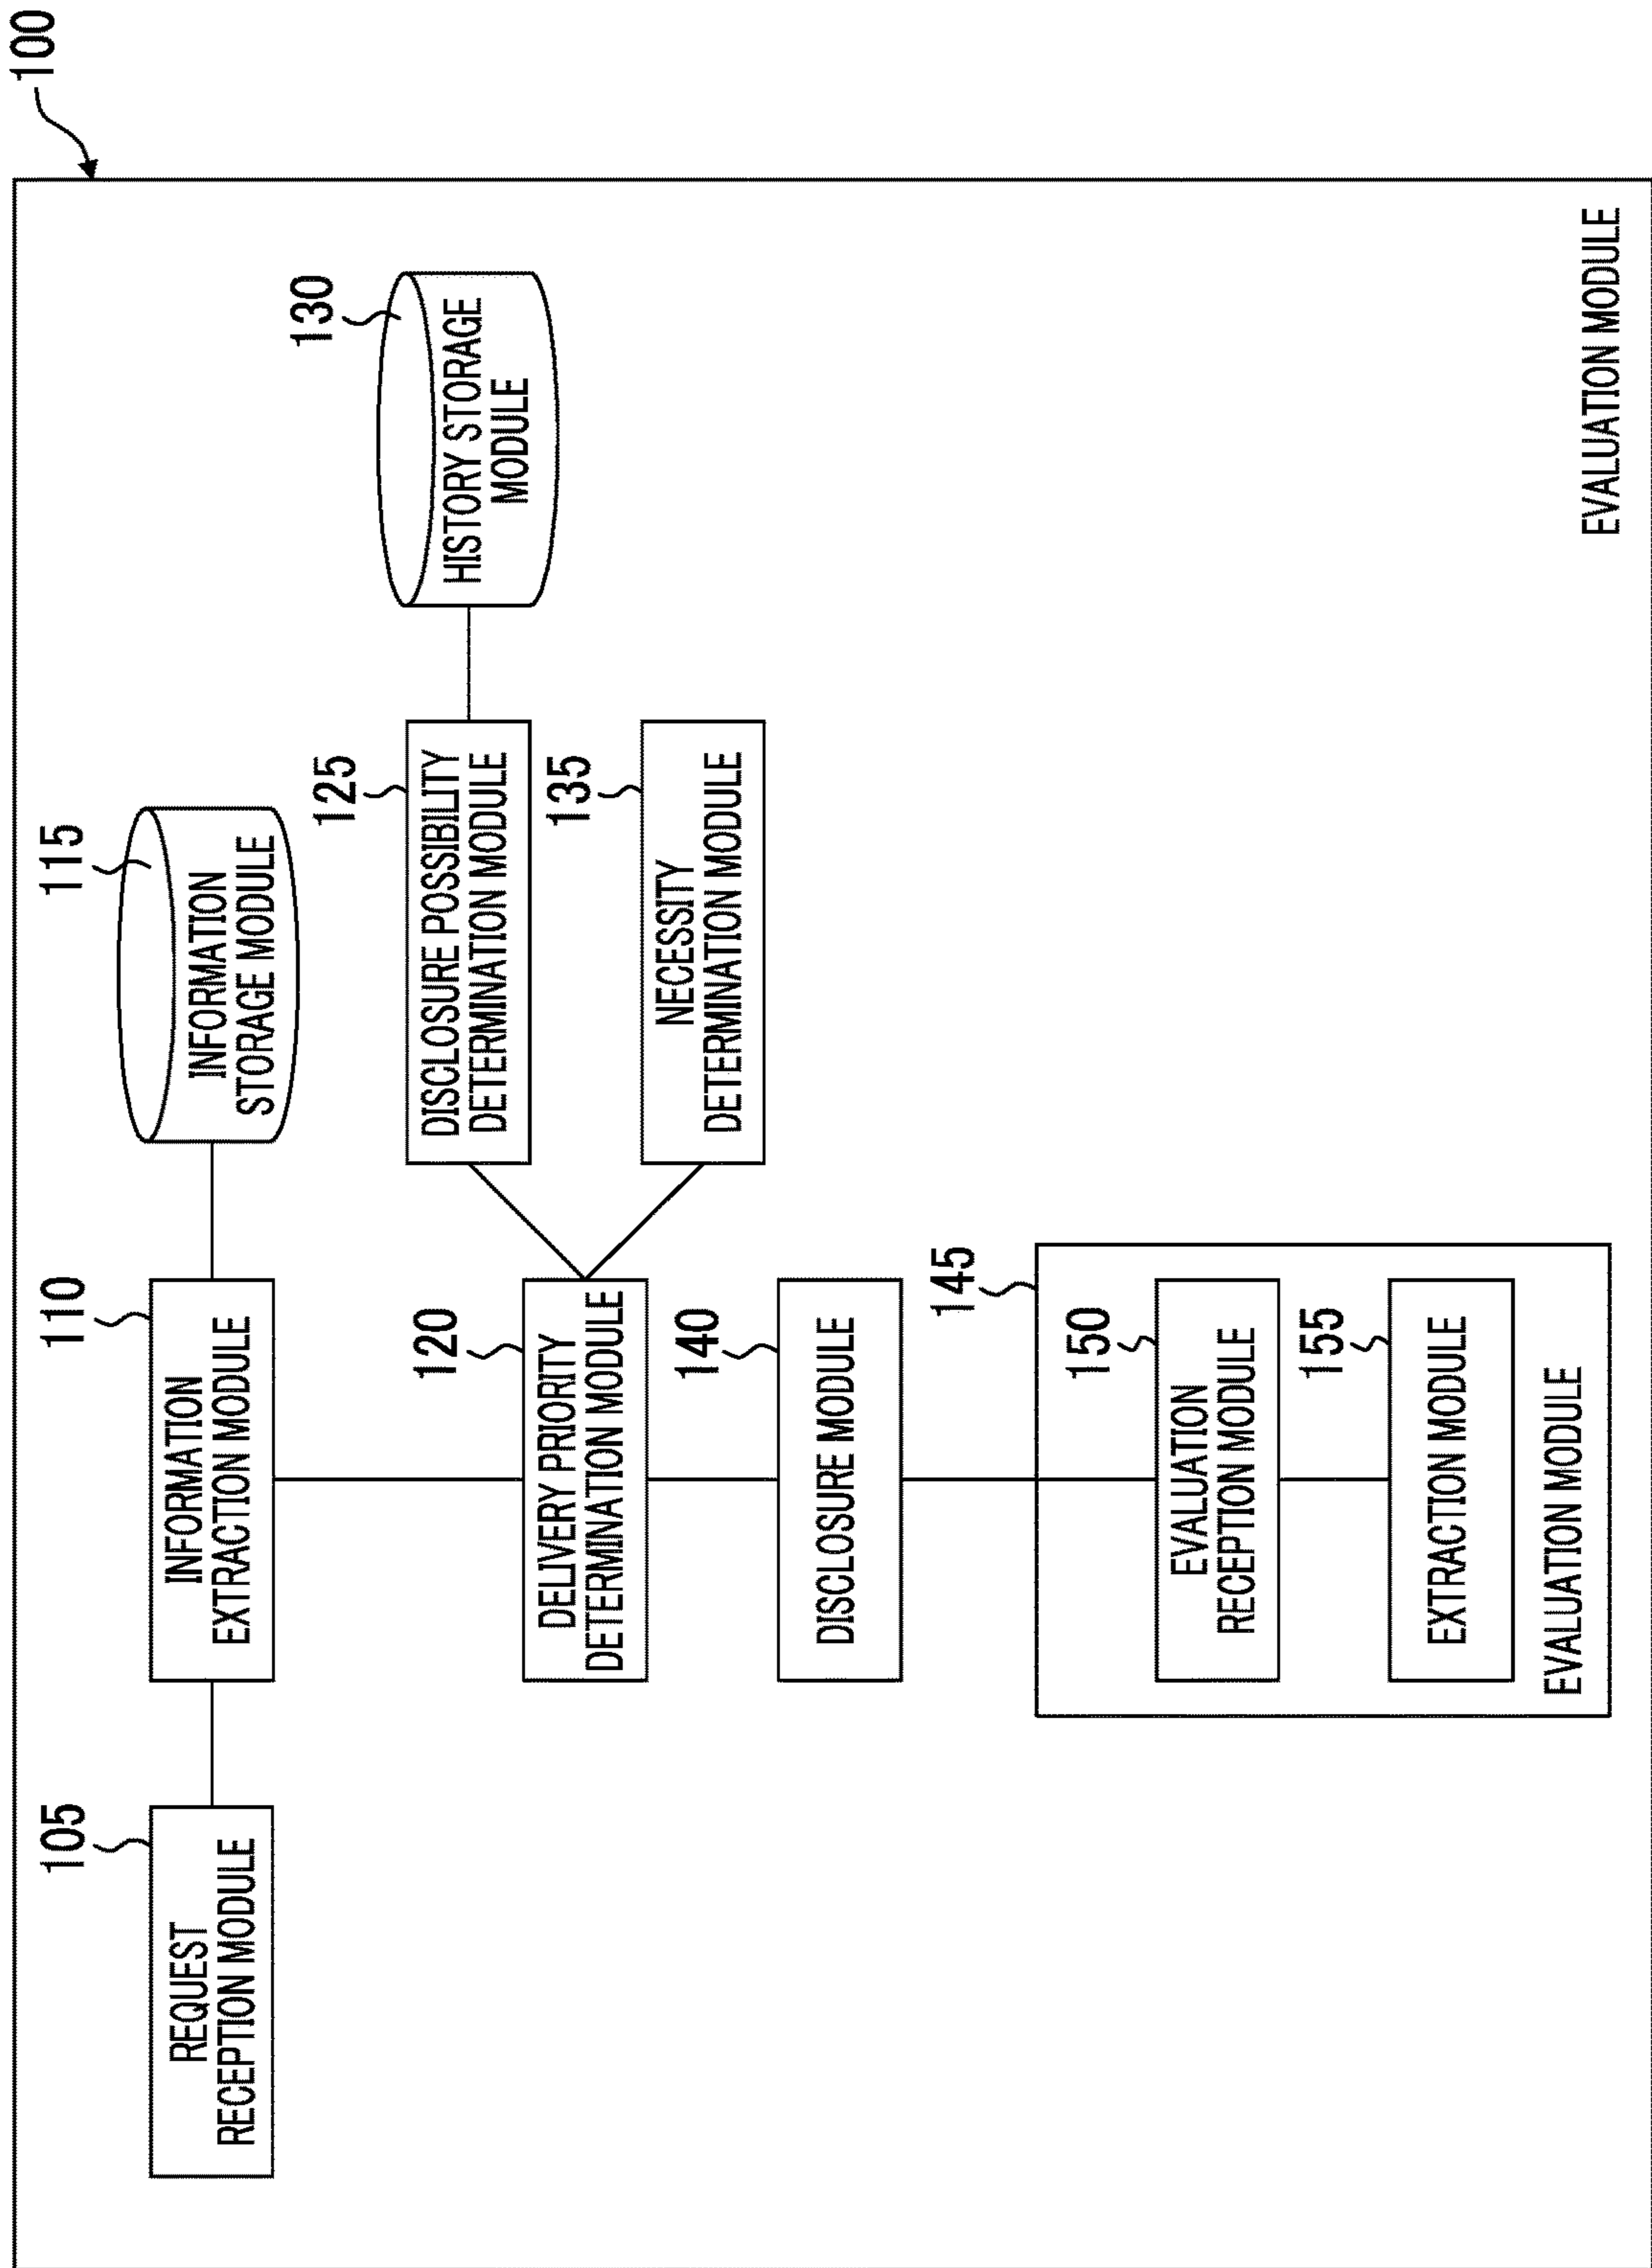 100
105
REQUEST
RECEPTION MODULE
110
INFORMATION
EXTRACTION MODULE
115
INFORMATION
STORAGE MODULE
120
DELIVERY PRIORITY
DETERMINATION MODULE
125
DISCLOSURE POSSIBILITY
DETERMINATION MODULE
130
HISTORY STORAGE
MODULE
135
NECESSITY
DETERMINATION MODULE
140
DISCLOSURE MODULE
145
150
EVALUATION
RECEPTION MODULE
155
EXTRACTION MODULE
EVALUATION MODULE
EVALUATION MODULE